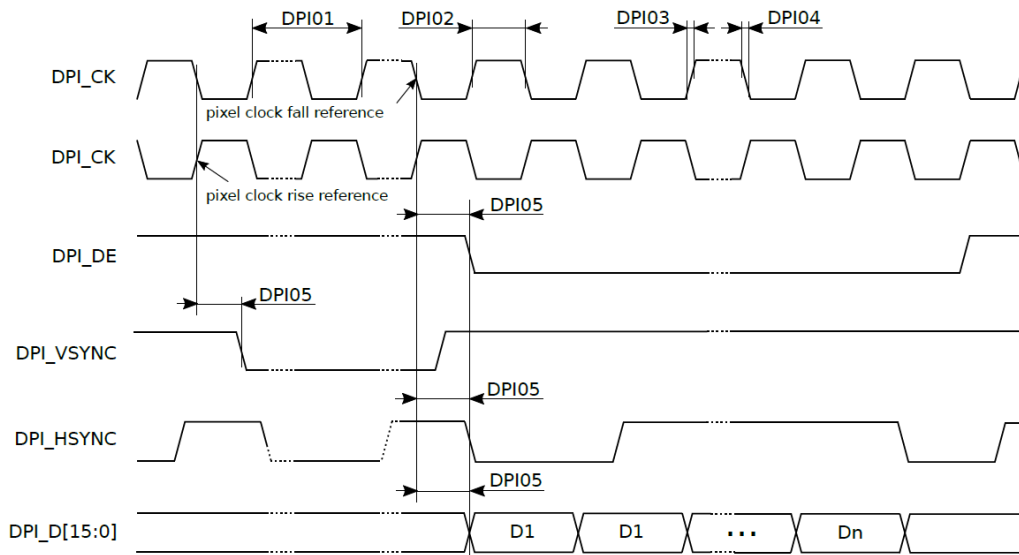 DPI01
DPI02
DPI03
DPI04
DPI_CK
pixel clock fall reference
DPI_CK
pixel clock rise reference
DPI05
DPI_DE
DPI05
DPI_VSYNC
DPI05
DPI_HSYNC
DPI05
DPI_D[15:0]
D1
D1
...
Dn